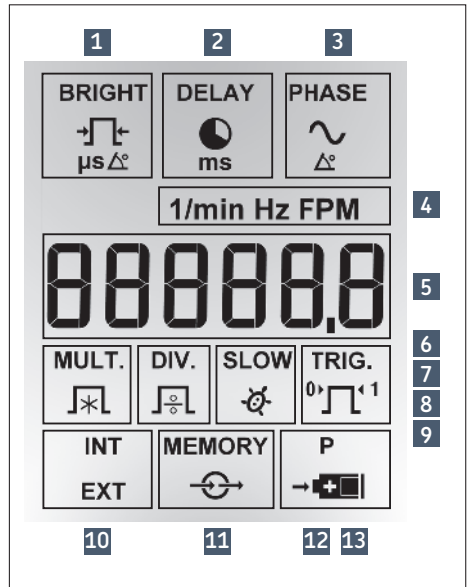 1 2 3
BRIGHT DELAY PHASE
µs ms
1/min Hz FPM 4
888888.8 5
6
MULT. DIV. SLOW TRIG. 7
0 1 8
9
INT MEMORY P
EXT
10 11 12 13